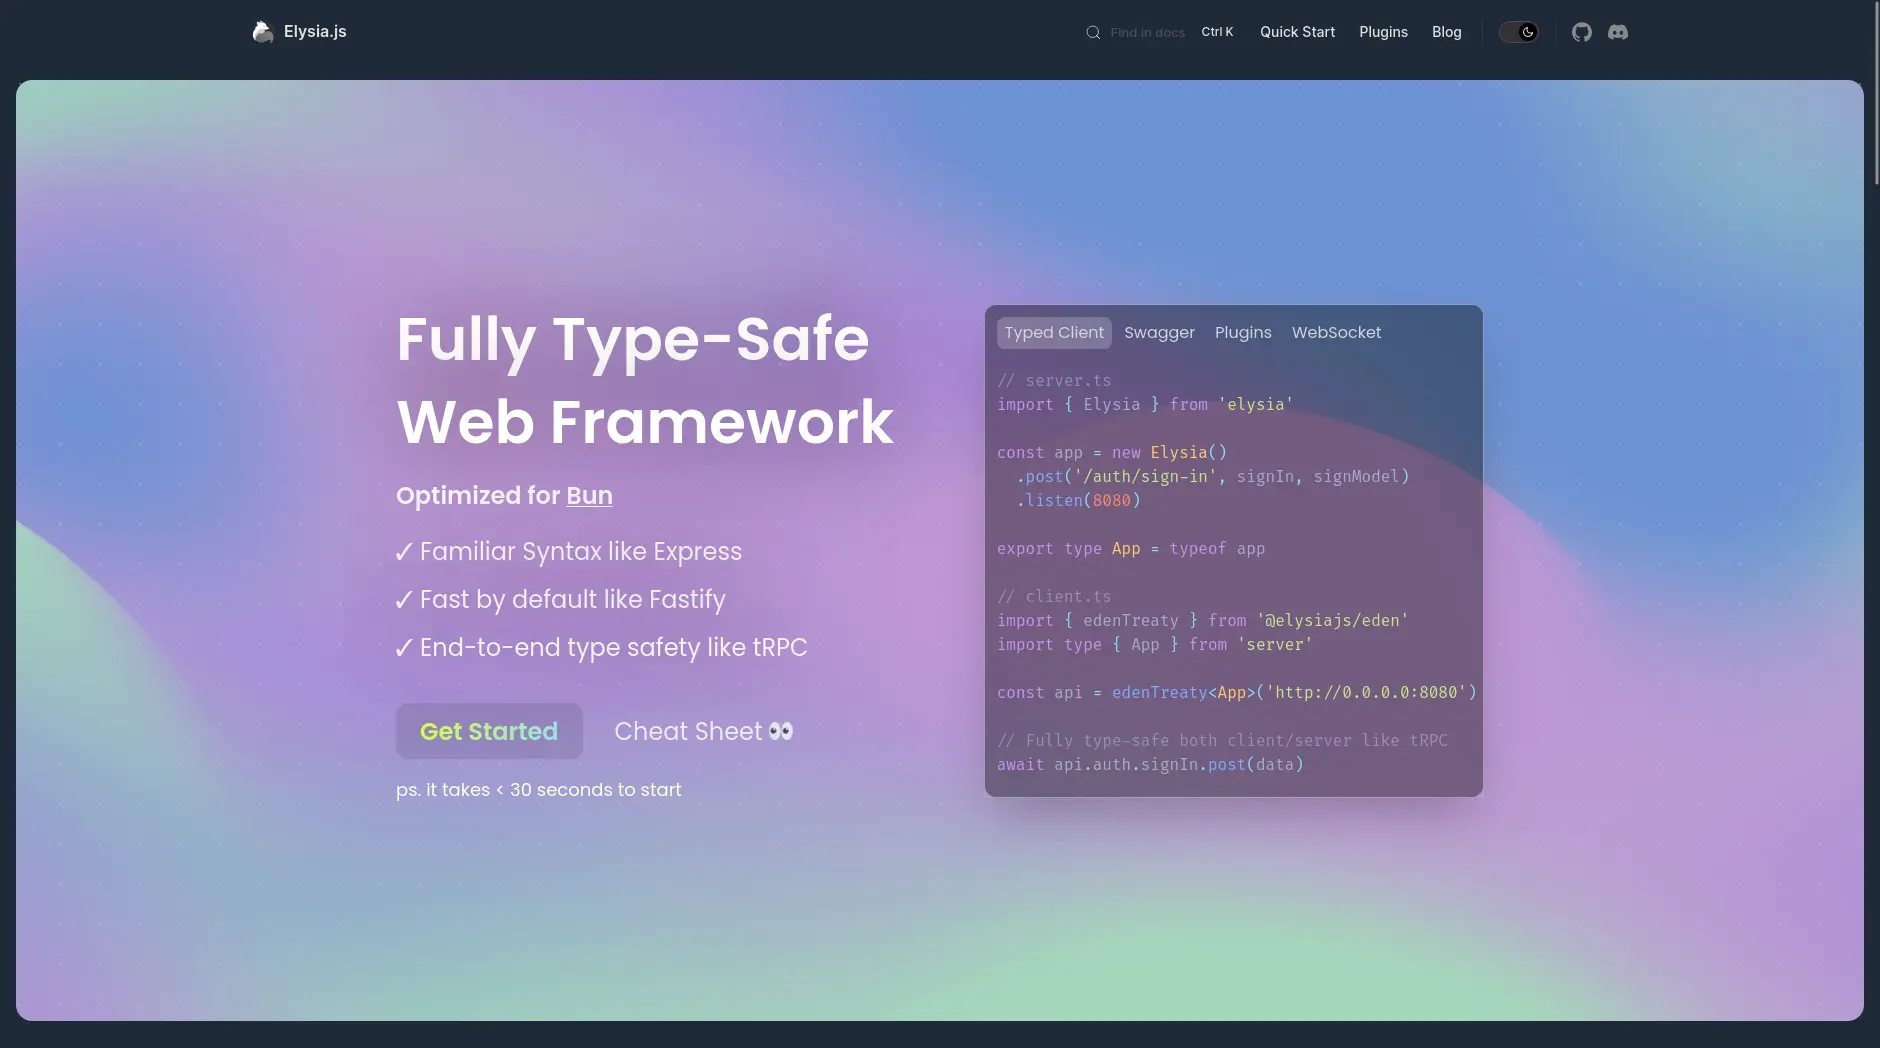 Elysia.js
Find in docs Ctrl K Quick Start Plugins Blog
Fully Type-Safe
Web Framework
Optimized for Bun
✓ Familiar Syntax like Express
✓ Fast by default like Fastify
✓ End-to-end type safety like tRPC
Get Started Cheat Sheet 👀
ps. it takes < 30 seconds to start
Typed Client Swagger Plugins WebSocket
// server.ts
import { Elysia } from 'elysia'
const app = new Elysia()
.post('/auth/sign-in', signIn, signModel)
.listen(8080)
export type App = typeof app
// client.ts
import { edenTreaty } from '@elysiajs/eden'
import type { App } from 'server'
const api = edenTreaty<App>('http://0.0.0.0:8080')
// Fully type-safe both client/server like tRPC
await api.auth.signIn.post(data)